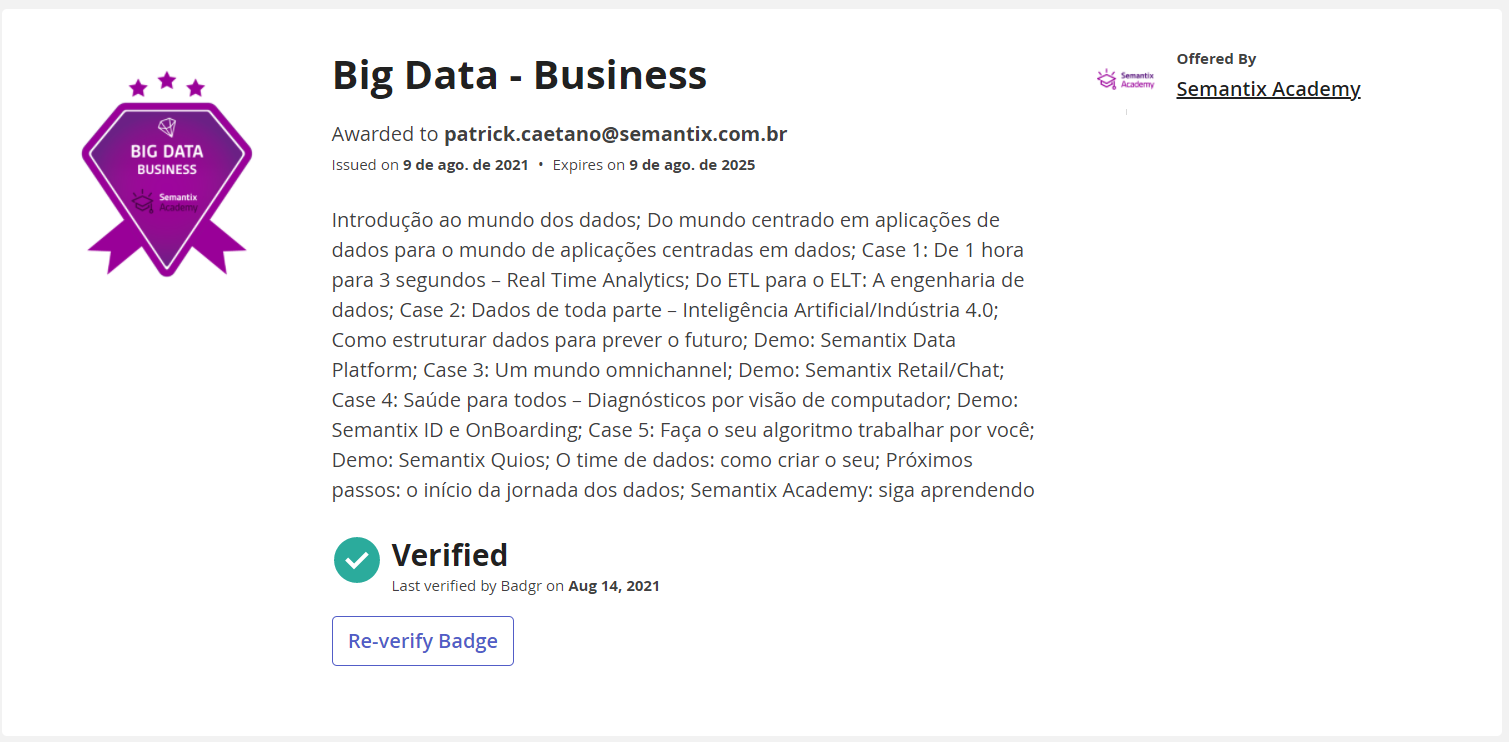 Big Data - Business
Awarded to patrick.caetano@semantix.com.br
Issued on 9 de ago. de 2021 • Expires on 9 de ago. de 2025
Introdução ao mundo dos dados; Do mundo centrado em aplicações de
dados para o mundo de aplicações centradas em dados; Case 1: De 1 hora
para 3 segundos – Real Time Analytics; Do ETL para o ELT: A engenharia de
dados; Case 2: Dados de toda parte – Inteligência Artificial/Indústria 4.0;
Como estruturar dados para prever o futuro; Demo: Semantix Data
Platform; Case 3: Um mundo omnichannel; Demo: Semantix Retail/Chat;
Case 4: Saúde para todos – Diagnósticos por visão de computador; Demo:
Semantix ID e OnBoarding; Case 5: Faça o seu algoritmo trabalhar por você;
Demo: Semantix Quios; O time de dados: como criar o seu; Próximos
passos: o início da jornada dos dados; Semantix Academy: siga aprendendo
Verified
Last verified by Badgr on Aug 14, 2021
Re-verify Badge
BIG DATA
BUSINESS
Semantix
Academy
Semantix
Academy
Offered By
Semantix Academy